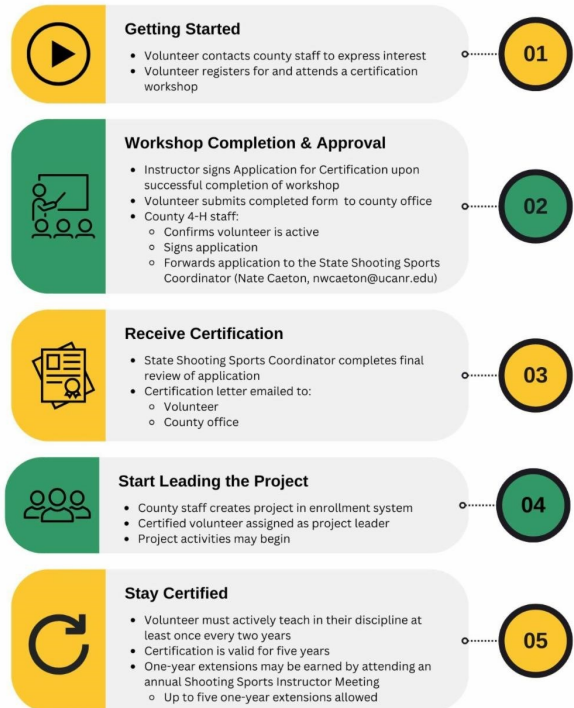 Getting Started
• Volunteer contacts county staff to express interest
• Volunteer registers for and attends a certification
workshop
01
Workshop Completion & Approval
• Instructor signs Application for Certification upon
successful completion of workshop
• Volunteer submits completed form to county office
• County 4-H staff:
○ Confirms volunteer is active
○ Signs application
○ Forwards application to the State Shooting Sports
Coordinator (Nate Caeton, nwcaeton@ucanr.edu)
02
Receive Certification
• State Shooting Sports Coordinator completes final
review of application
• Certification letter emailed to:
○ Volunteer
○ County office
03
Start Leading the Project
• County staff creates project in enrollment system
• Certified volunteer assigned as project leader
• Project activities may begin
04
Stay Certified
• Volunteer must actively teach in their discipline at
least once every two years
• Certification is valid for five years
• One-year extensions may be earned by attending an
annual Shooting Sports Instructor Meeting
○ Up to five one-year extensions allowed
05